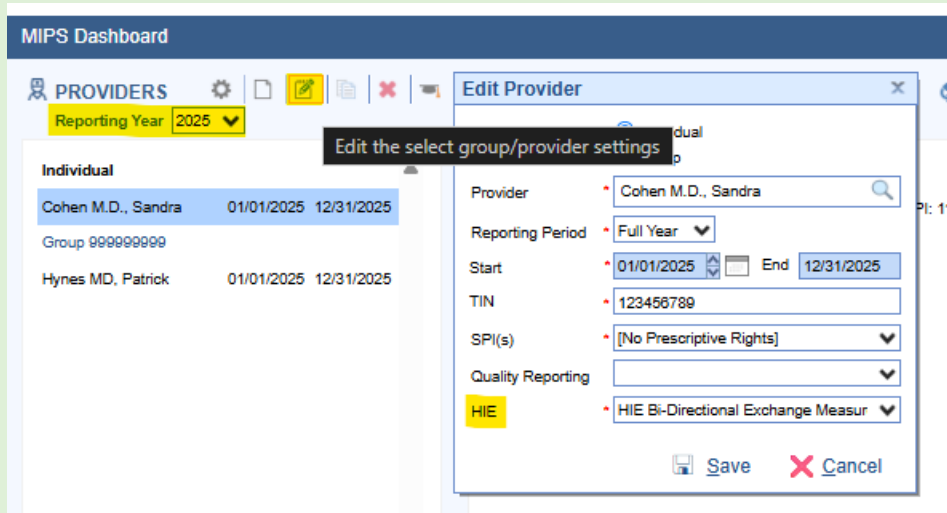 MIPS Dashboard
PROVIDERS
Reporting Year 2025
Individual
Cohen M.D., Sandra 01/01/2025 12/31/2025
Group 999999999
Hynes MD, Patrick 01/01/2025 12/31/2025
Edit Provider
Edit the select group/provider settings
Provider * Cohen M.D., Sandra
Reporting Period * Full Year
Start * 01/01/2025 End 12/31/2025
TIN * 123456789
SPI(s) * [No Prescriptive Rights]
Quality Reporting
HIE * HIE Bi-Directional Exchange Measur
Save Cancel